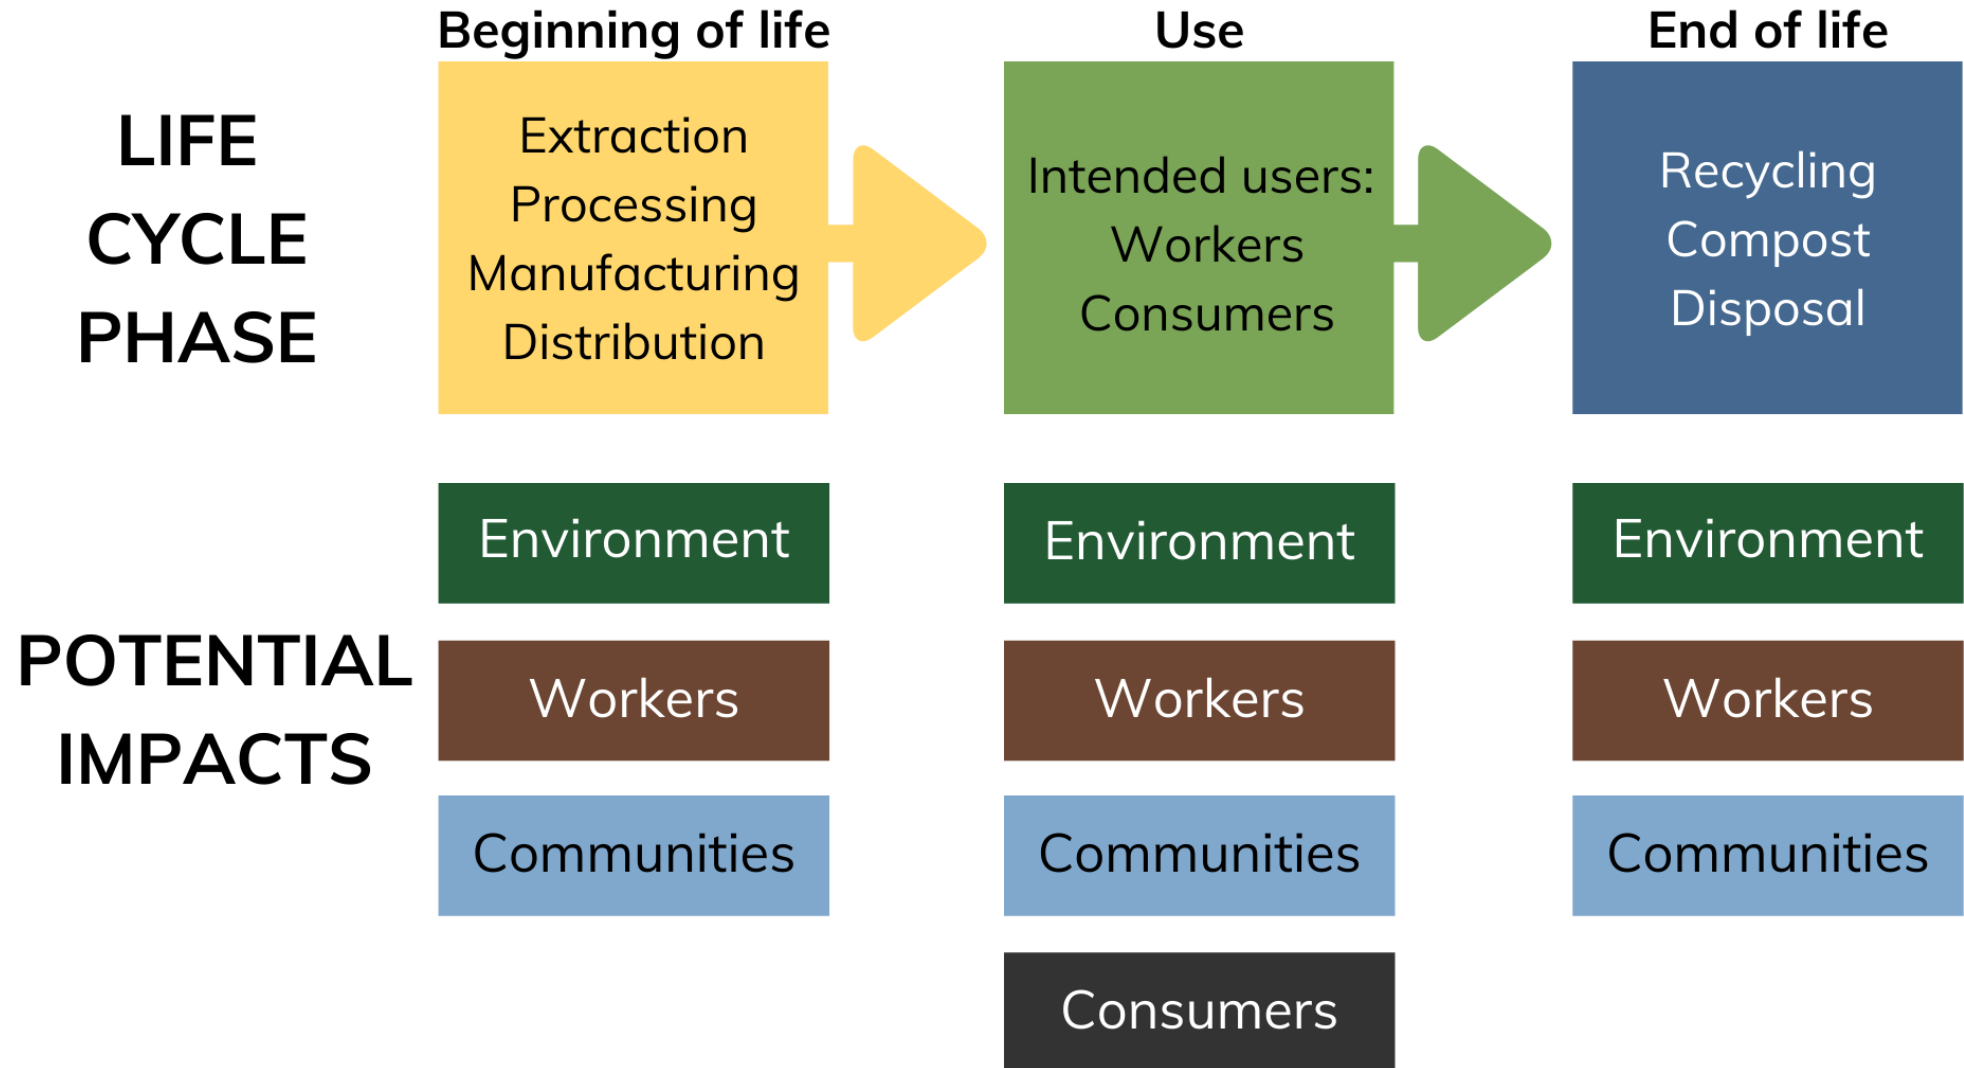 Beginning of life
Use
End of life
LIFE
CYCLE
PHASE
Extraction
Processing
Manufacturing
Distribution
Intended users:
Workers
Consumers
Recycling
Compost
Disposal
POTENTIAL
IMPACTS
Environment
Environment
Environment
Workers
Workers
Workers
Communities
Communities
Communities
Consumers